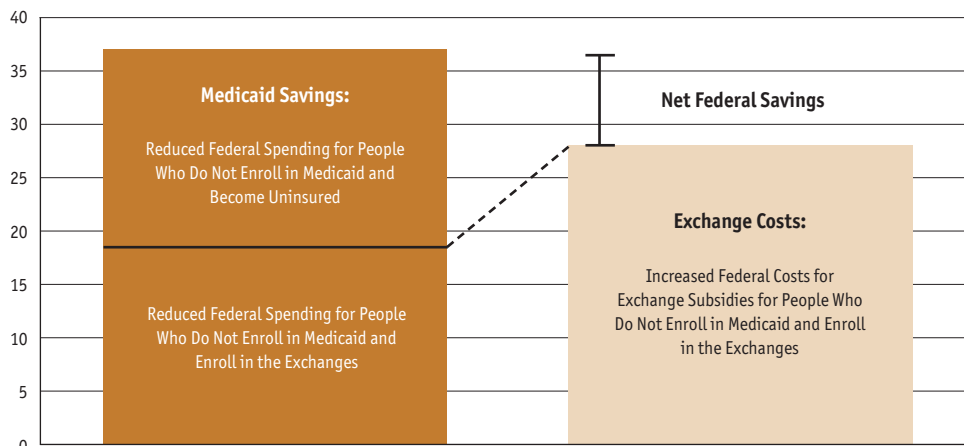 40
35
30
25
20
15
10
5
0
Medicaid Savings:
Reduced Federal Spending for People
Who Do Not Enroll in Medicaid and
Become Uninsured
Reduced Federal Spending for People
Who Do Not Enroll in Medicaid and
Enroll in the Exchanges
Net Federal Savings
Exchange Costs:
Increased Federal Costs for
Exchange Subsidies for People Who
Do Not Enroll in Medicaid and Enroll
in the Exchanges